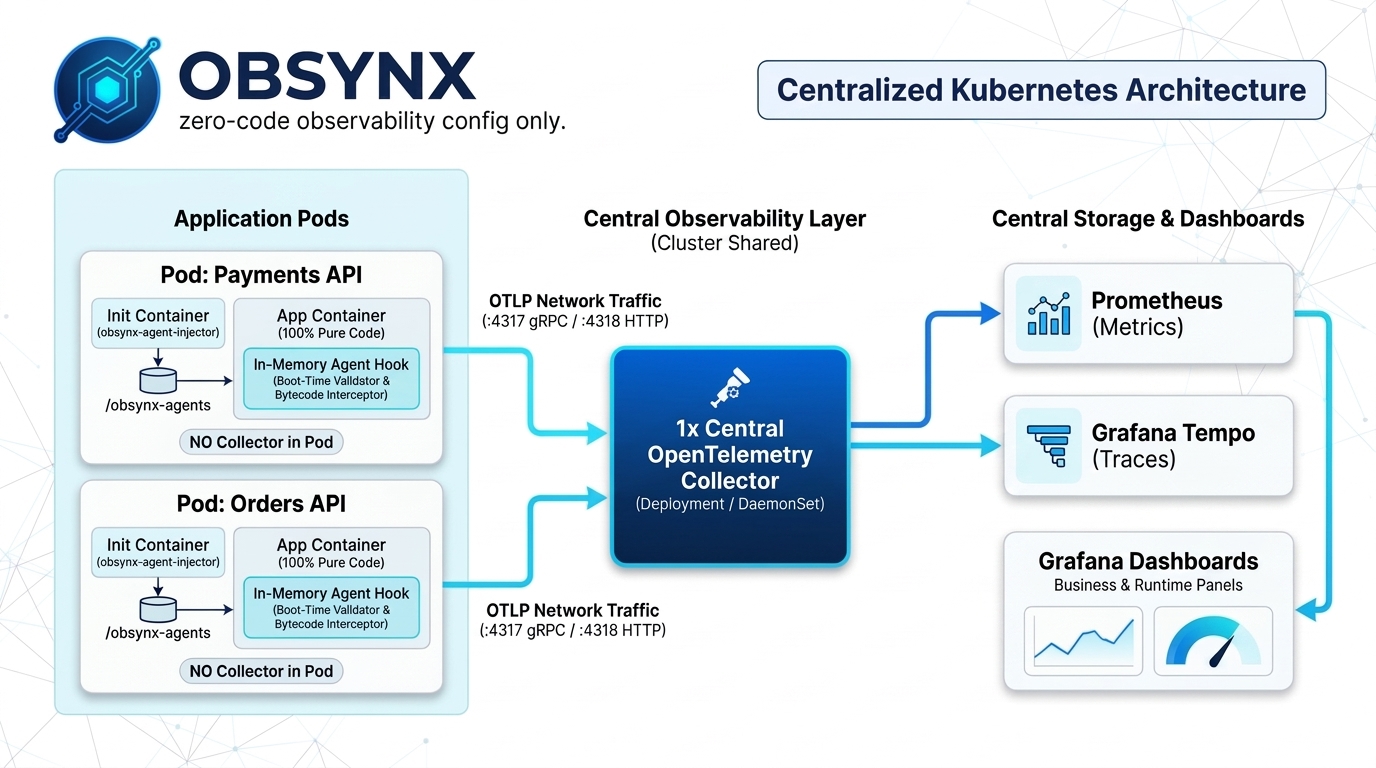 OBSYNX
zero-code observability config only.
Centralized Kubernetes Architecture
Application Pods
Pod: Payments API
Init Container
(obsynx-agent-injector)
/obsynx-agents
App Container
(100% Pure Code)
In-Memory Agent Hook
(Boot-Time Valldator &
Bytecode Interceptor)
NO Collector in Pod
Pod: Orders API
Init Container
(obsynx-agent-injector)
/obsynx-agents
App Container
(100% Pure Code)
In-Memory Agent Hook
(Boot-Time Valldator &
Bytecode Interceptor)
NO Collector in Pod
OTLP Network Traffic
(:4317 gRPC / :4318 HTTP)
OTLP Network Traffic
(:4317 gRPC / :4318 HTTP)
Central Observability Layer
(Cluster Shared)
1x Central
OpenTelemetry
Collector
(Deployment / DaemonSet)
Central Storage & Dashboards
Prometheus
(Metrics)
Grafana Tempo
(Traces)
Grafana Dashboards
Business & Runtime Panels